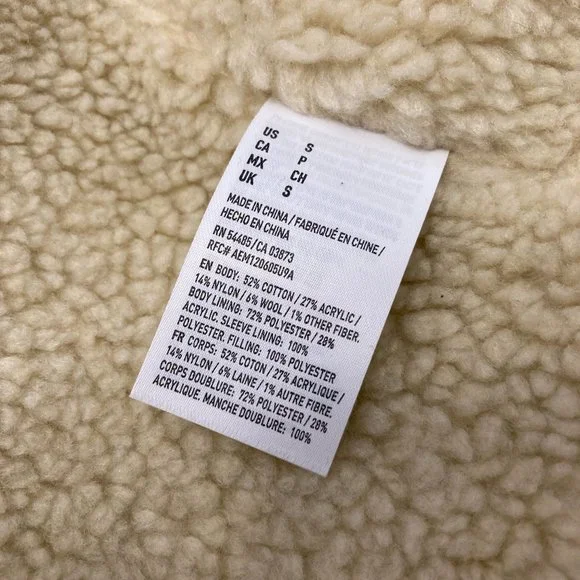 US S
CA P
MX CH
UK S
MADE IN CHINA / FABRIQUÉ EN CHINE /
HECHO EN CHINA
RN 54485 / CA 03873
RFC# AEM120605U9A
EN BODY: 52% COTTON / 27% ACRYLIC /
14% NYLON / 6% WOOL / 1% OTHER FIBER.
BODY LINING: 72% POLYESTER / 28%
ACRYLIC. SLEEVE LINING: 100%
POLYESTER. FILLING: 100% POLYESTER
FR CORPS: 52% COTON / 27% ACRYLIQUE /
14% NYLON / 6% LAINE / 1% AUTRE FIBRE.
CORPS DOUBLURE: 72% POLYESTER / 28%
ACRYLIQUE. MANCHE DOUBLURE: 100%